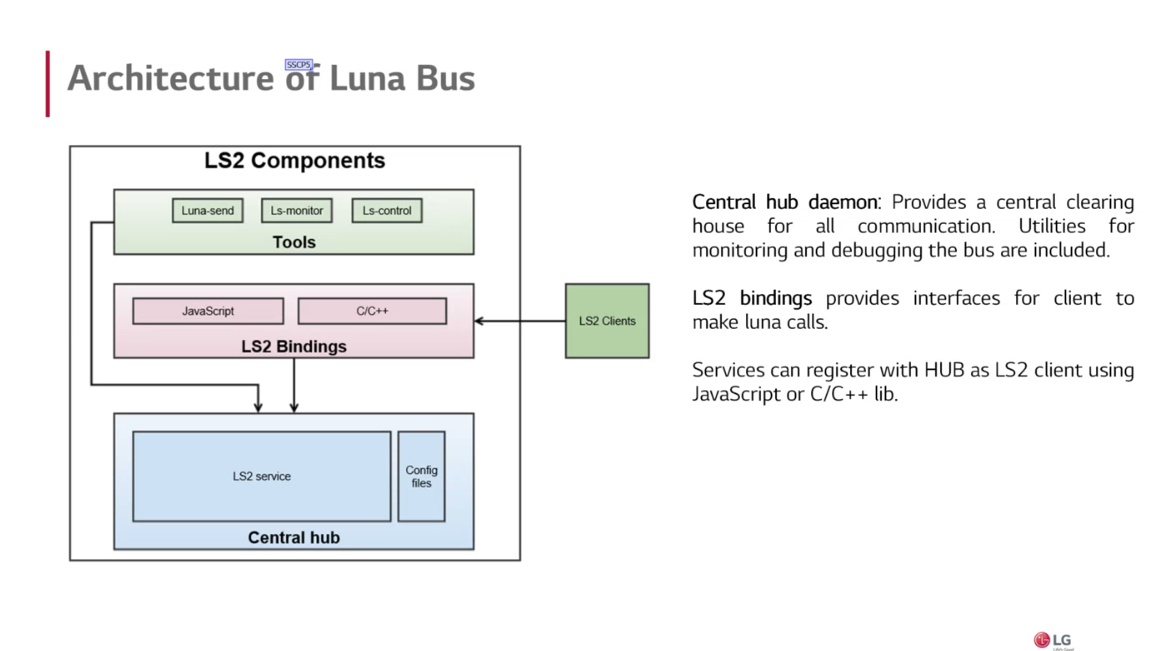 SSCPS
Architecture of Luna Bus
LS2 Components
Luna-send
Ls-monitor
Ls-control
Tools
JavaScript
C/C++
LS2 Bindings
LS2 Clients
LS2 service
Config
files
Central hub
Central hub daemon: Provides a central clearing
house for all communication. Utilities for
monitoring and debugging the bus are included.
LS2 bindings provides interfaces for client to
make luna calls.
Services can register with HUB as LS2 client using
JavaScript or C/C++ lib.
LG
Life's Good